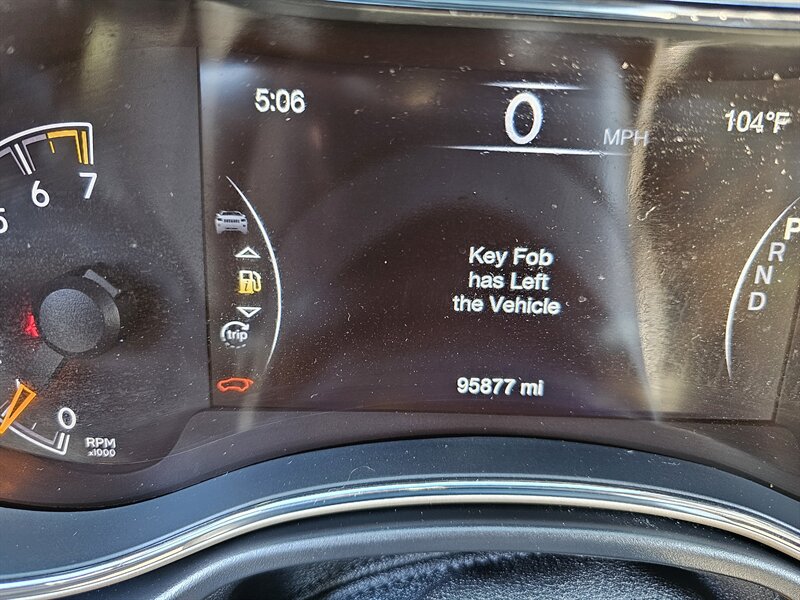 5:06
0
MPH
104°F
5
6
7
Key Fob
has Left
the Vehicle
P
R
N
D
trip
95877 mi
0
RPM
x1000